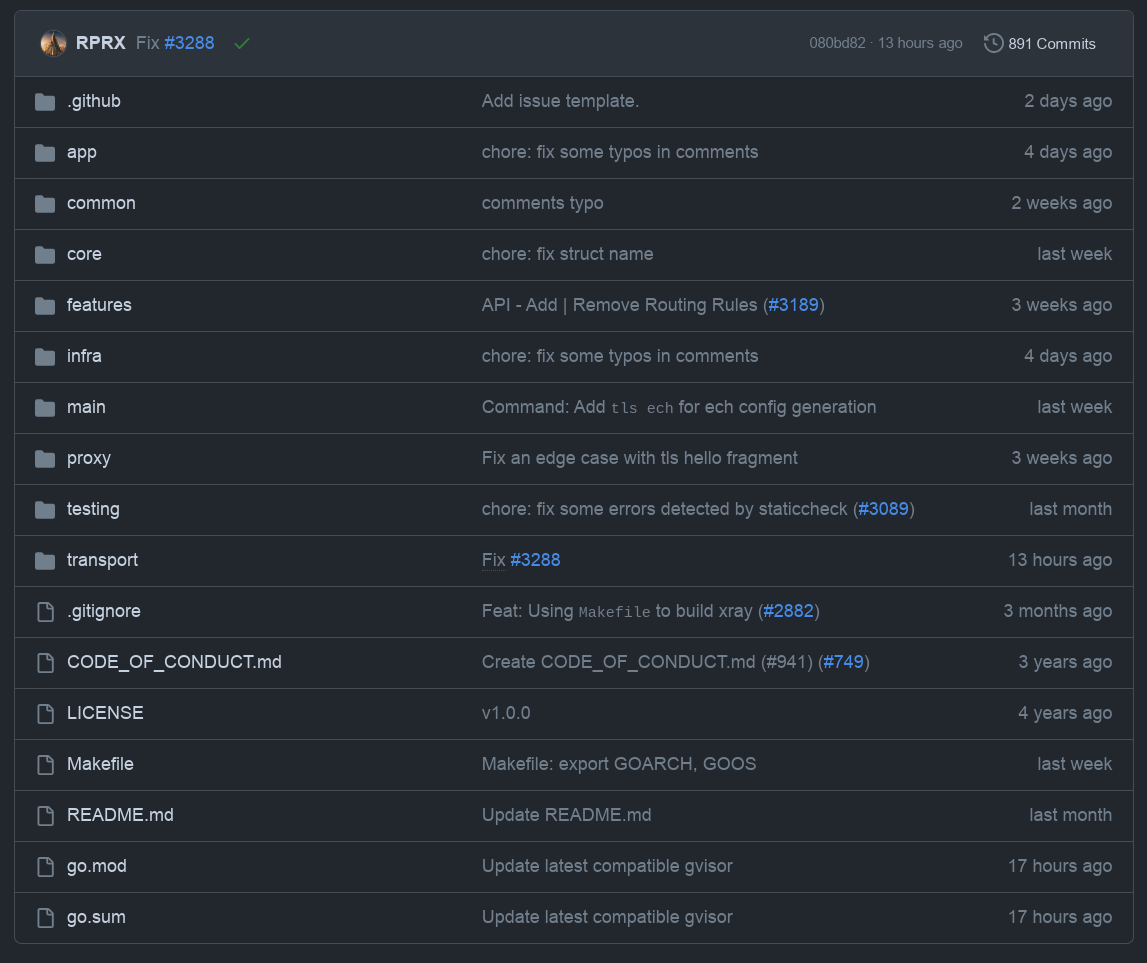 RPRX Fix #3288 080bd82 · 13 hours ago 891 Commits
.github Add issue template. 2 days ago
app chore: fix some typos in comments 4 days ago
common comments typo 2 weeks ago
core chore: fix struct name last week
features API - Add | Remove Routing Rules (#3189) 3 weeks ago
infra chore: fix some typos in comments 4 days ago
main Command: Add tls ech for ech config generation last week
proxy Fix an edge case with tls hello fragment 3 weeks ago
testing chore: fix some errors detected by staticcheck (#3089) last month
transport Fix #3288 13 hours ago
.gitignore Feat: Using Makefile to build xray (#2882) 3 months ago
CODE_OF_CONDUCT.md Create CODE_OF_CONDUCT.md (#941) (#749) 3 years ago
LICENSE v1.0.0 4 years ago
Makefile Makefile: export GOARCH, GOOS last week
README.md Update README.md last month
go.mod Update latest compatible gvisor 17 hours ago
go.sum Update latest compatible gvisor 17 hours ago